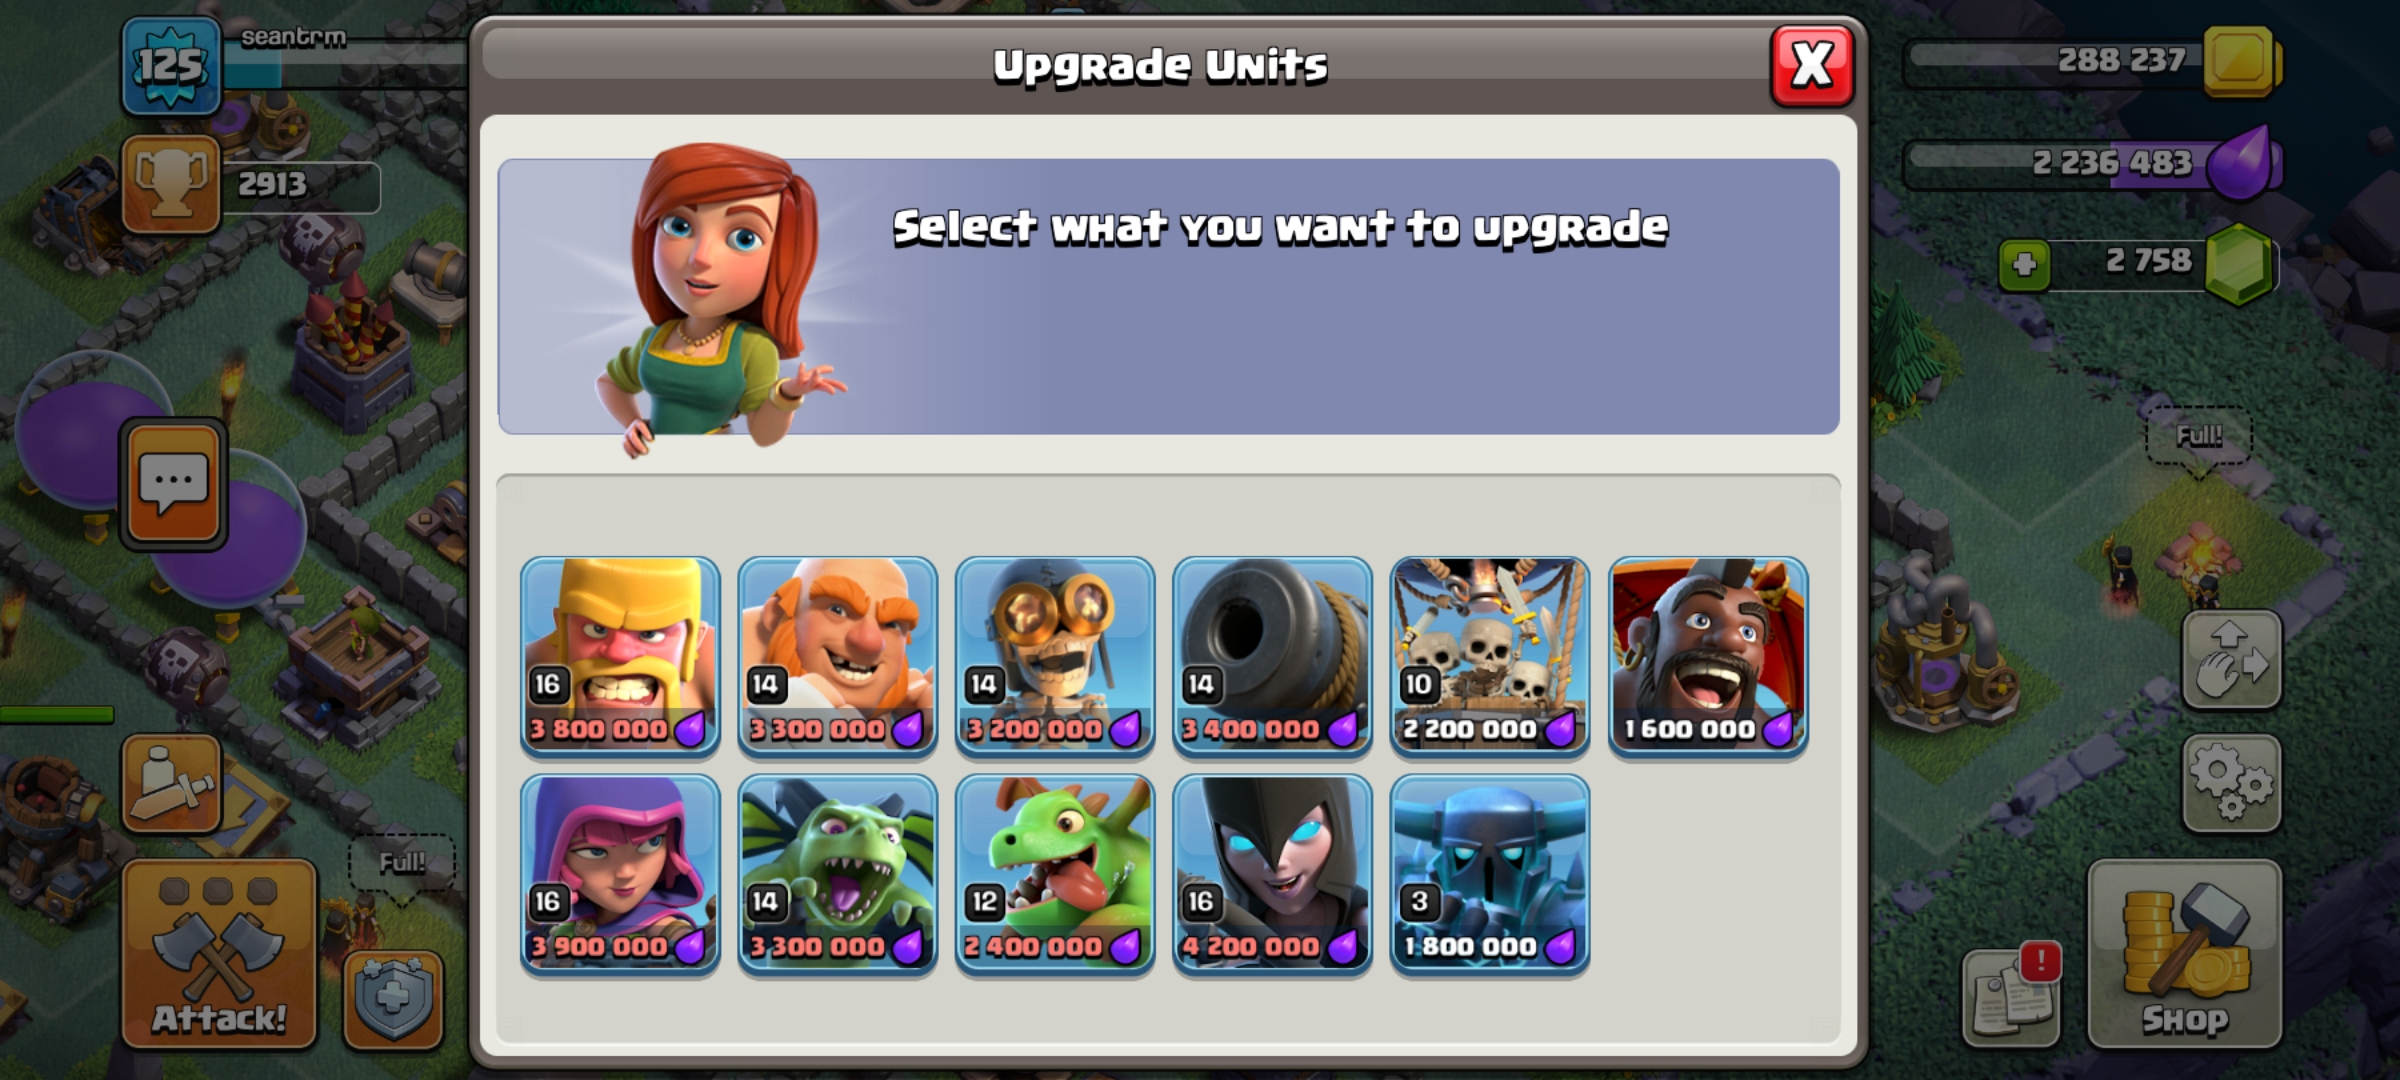 125
seantrm
Upgrade Units
X
288 237
2913
2 236 483
Select what you want to upgrade
2 758
Full!
16
3 800 000
14
3 300 000
14
3 200 000
14
3 400 000
10
2 200 000
1 600 000
Full!
16
3 900 000
14
3 300 000
12
2 400 000
16
4 200 000
3
1 800 000
Attack!
!
Shop